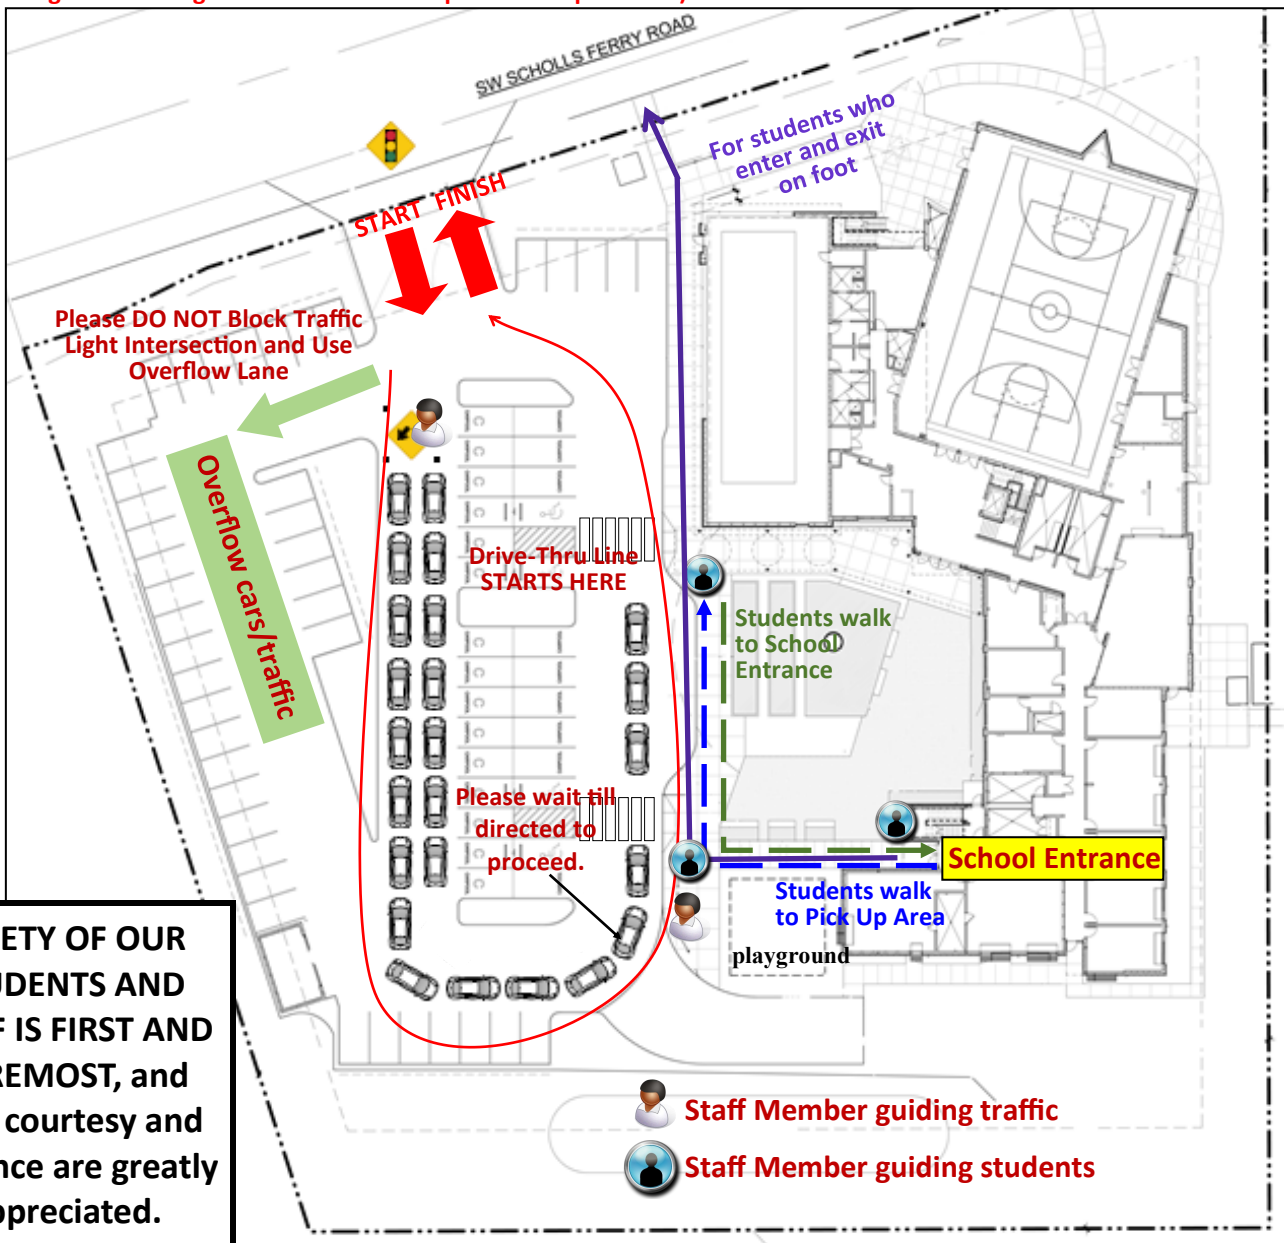 SW SCHOLLS FERRY ROAD
For students who
enter and exit
on foot
START FINISH
Please DO NOT Block Traffic
Light Intersection and Use
Overflow Lane
Overflow cars/traffic
Drive-Thru Line
STARTS HERE
Students walk
to School
Entrance
Please wait till
directed to
proceed.
School Entrance
Students walk
to Pick Up Area
playground
ETY OF OUR
UDENTS AND
F IS FIRST AND
REMOST, and
courtesy and
nce are greatly
ppreciated.
Staff Member guiding traffic
Staff Member guiding students